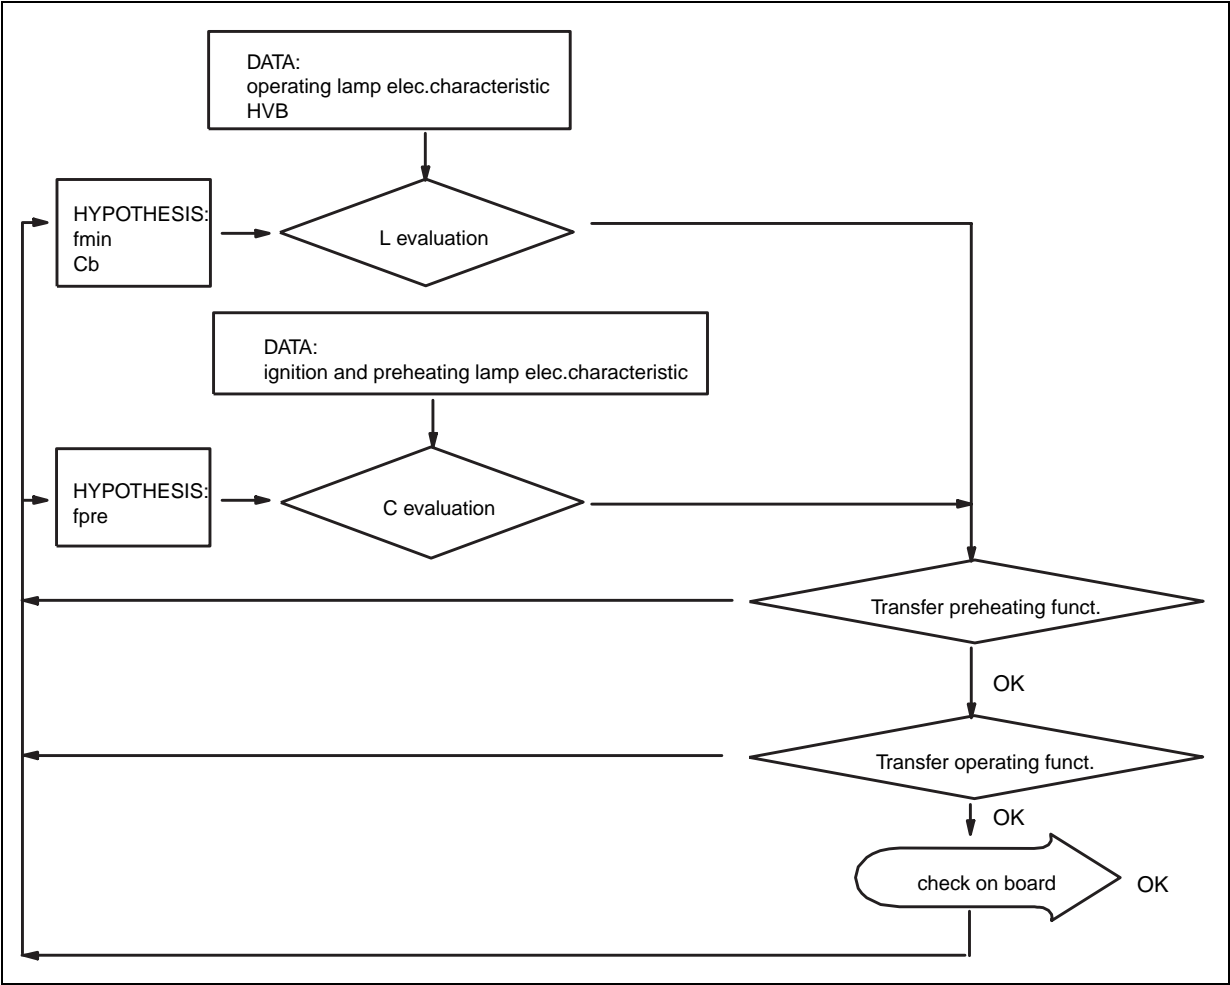 DATA:
operating lamp elec.characteristic
HVB
HYPOTHESIS:
fmin
Cb
L evaluation
DATA:
ignition and preheating lamp elec.characteristic
HYPOTHESIS:
fpre
C evaluation
Transfer preheating funct.
OK
Transfer operating funct.
OK
check on board
OK